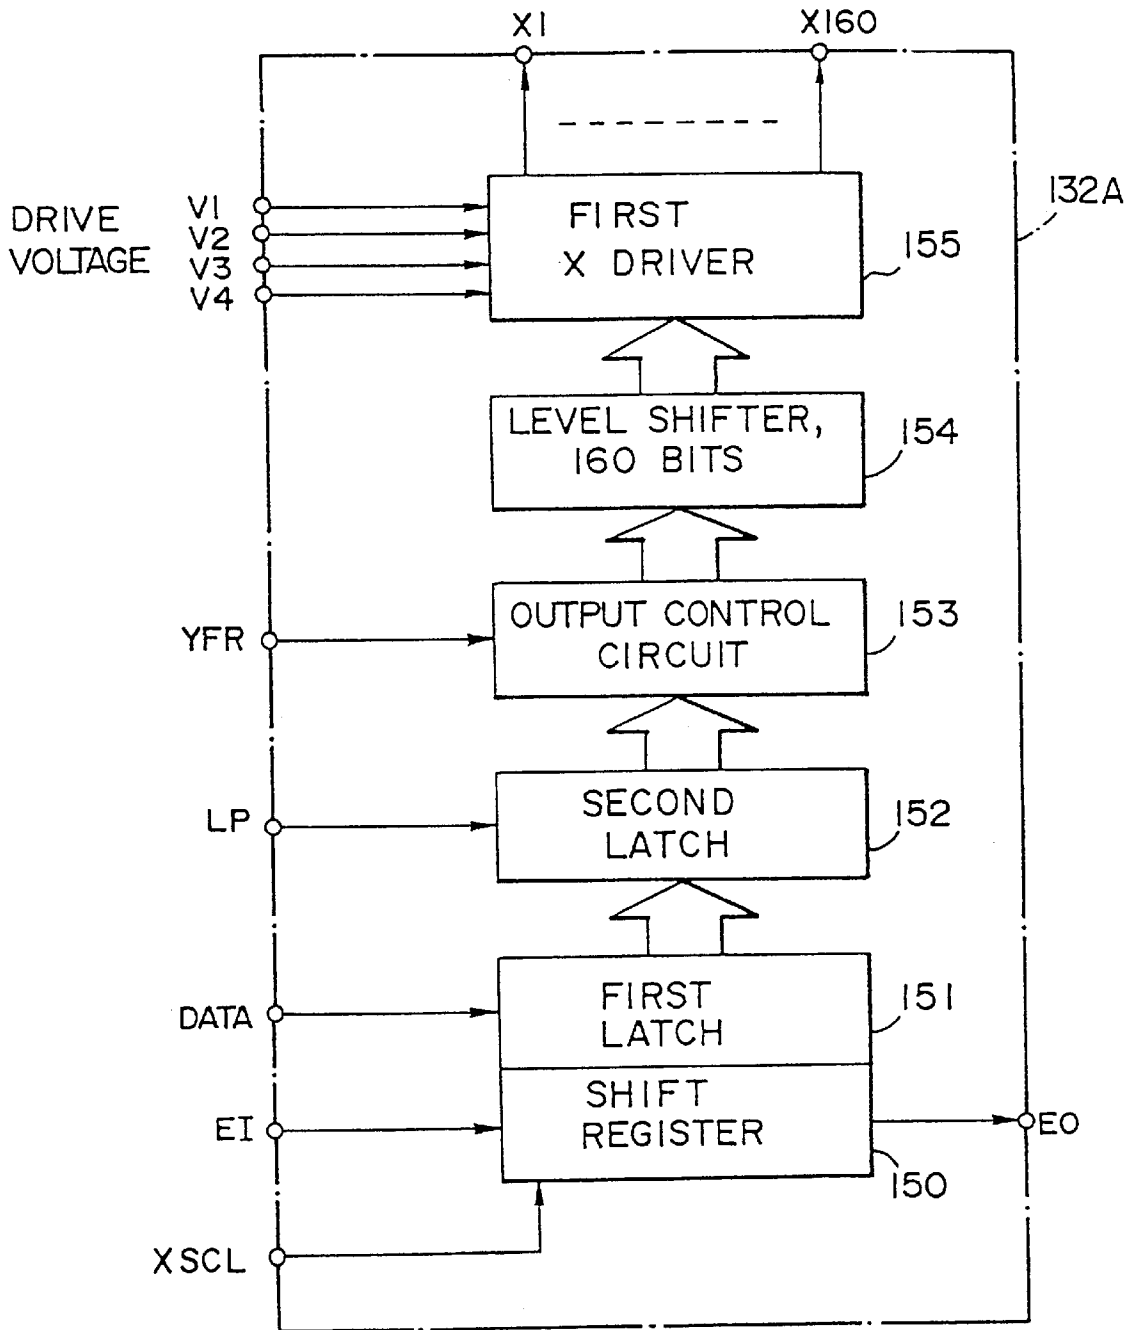 X1
X160
DRIVE
VOLTAGE
V1
V2
V3
V4
FIRST
X DRIVER
155
132A
LEVEL SHIFTER,
160 BITS
154
YFR
OUTPUT CONTROL
CIRCUIT
153
LP
SECOND
LATCH
152
DATA
FIRST
LATCH
151
EI
SHIFT
REGISTER
150
EO
XSCL